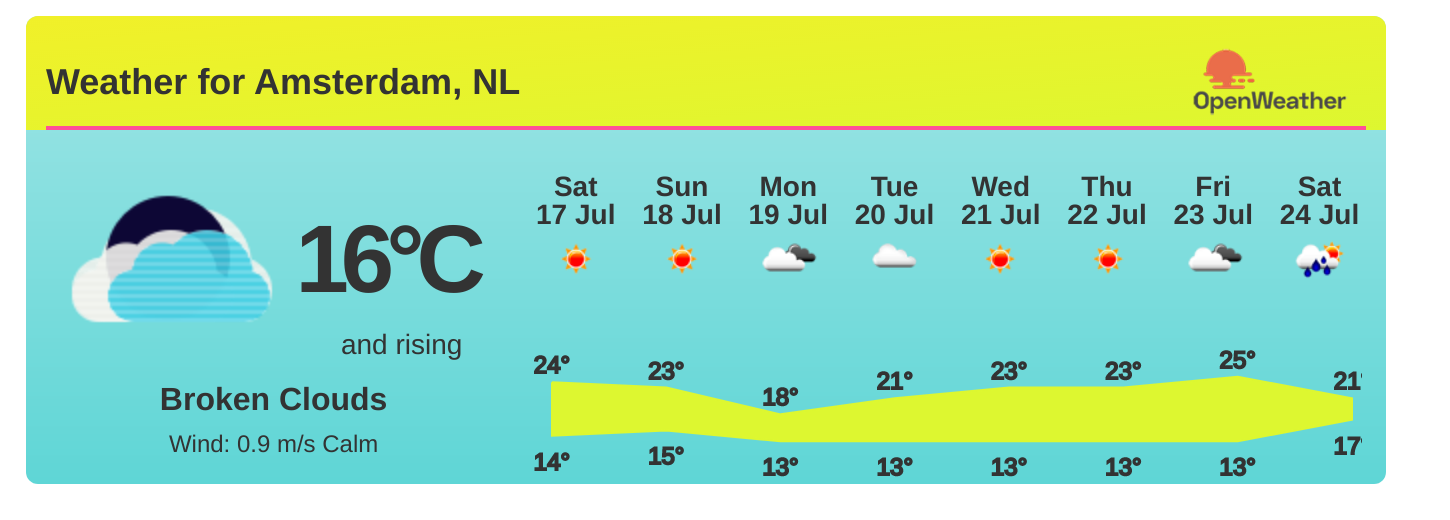 Weather for Amsterdam, NL
OpenWeather
16°C
and rising
Broken Clouds
Wind: 0.9 m/s Calm
Sat Sun Mon Tue Wed Thu Fri Sat
17 Jul 18 Jul 19 Jul 20 Jul 21 Jul 22 Jul 23 Jul 24 Jul
24° 23° 18° 21° 23° 23° 25° 21°
14° 15° 13° 13° 13° 13° 13° 17°